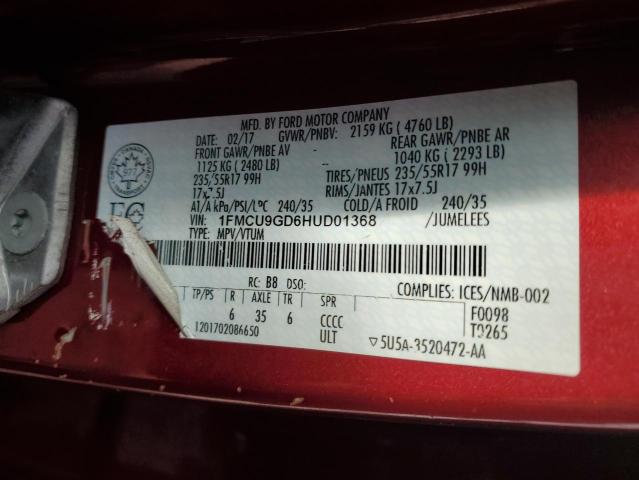 MFD. BY FORD MOTOR COMPANY
DATE: 02/17 GVWR/PNBV: 2159 KG ( 4760 LB)
FRONT GAWR/PNBE AV REAR GAWR/PNBE AR
1125 KG ( 2480 LB) 1040 KG ( 2293 LB)
235/55R17 99H TIRES/PNEUS 235/55R17 99H
17x7.5J RIMS/JANTES 17x7.5J
AT/A kPa/PSI/LPC 240/35 COLD/A FROID 240/35
VIN: 1FMCU9GD6HUD01368 /JUMELEES
TYPE: MPV/VTUM
RC: B8 DSO: COMPLIES: ICES/NMB-002
TP/PS R AXLE TR SPR F0098
6 35 6 CCCC T0265
1201702086650 ULT ▽5U5A-3520472-AA
CANADA